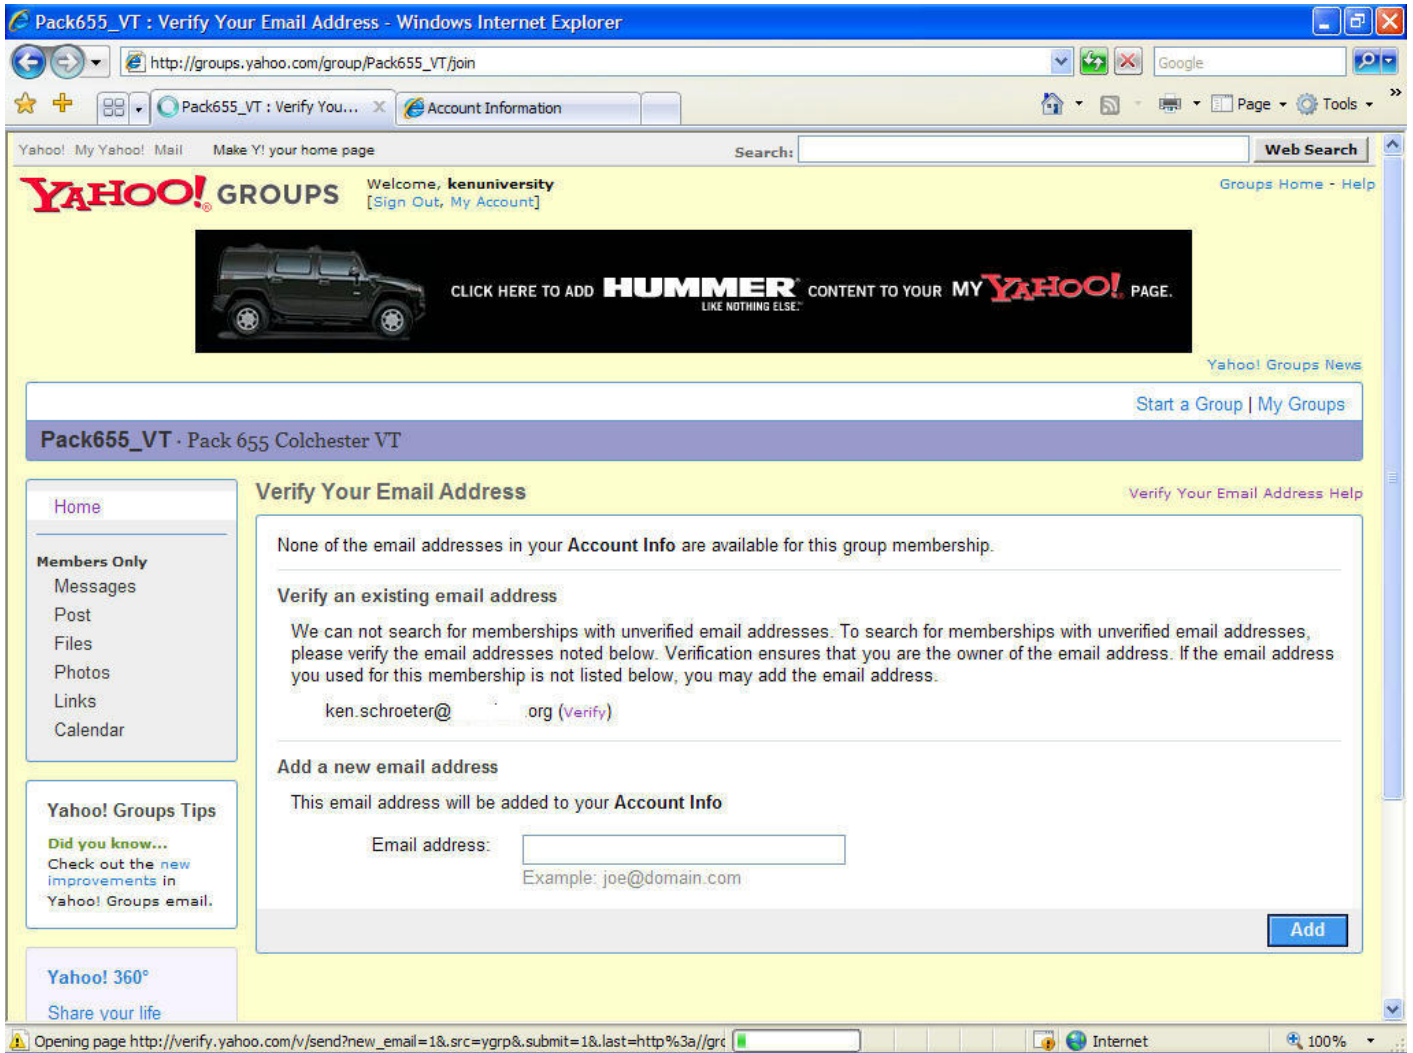 Pack655_VT : Verify Your Email Address - Windows Internet Explorer
http://groups.yahoo.com/group/Pack655_VT/join
Google
Pack655_VT : Verify You... X
Account Information
Page
Tools
»
Yahoo! My Yahoo! Mail Make Y! your home page
Search:
Web Search
YAHOO!® GROUPS
Welcome, kenuniversity
[Sign Out, My Account]
Groups Home - Help
CLICK HERE TO ADD HUMMER® CONTENT TO YOUR MY YAHOO! PAGE.
LIKE NOTHING ELSE.™
Yahoo! Groups News
Start a Group | My Groups
Pack655_VT · Pack 655 Colchester VT
Home
Members Only
Messages
Post
Files
Photos
Links
Calendar
Yahoo! Groups Tips
Did you know...
Check out the new
improvements in
Yahoo! Groups email.
Yahoo! 360°
Share your life
Verify Your Email Address
Verify Your Email Address Help
None of the email addresses in your Account Info are available for this group membership.
Verify an existing email address
We can not search for memberships with unverified email addresses. To search for memberships with unverified email addresses,
please verify the email addresses noted below. Verification ensures that you are the owner of the email address. If the email address
you used for this membership is not listed below, you may add the email address.
ken.schroeter@ .org (Verify)
Add a new email address
This email address will be added to your Account Info
Email address:
Example: joe@domain.com
Add
Opening page http://verify.yahoo.com/v/send?new_email=1&.src=ygrp&.submit=1&.last=http%3a//grc
Internet
100%